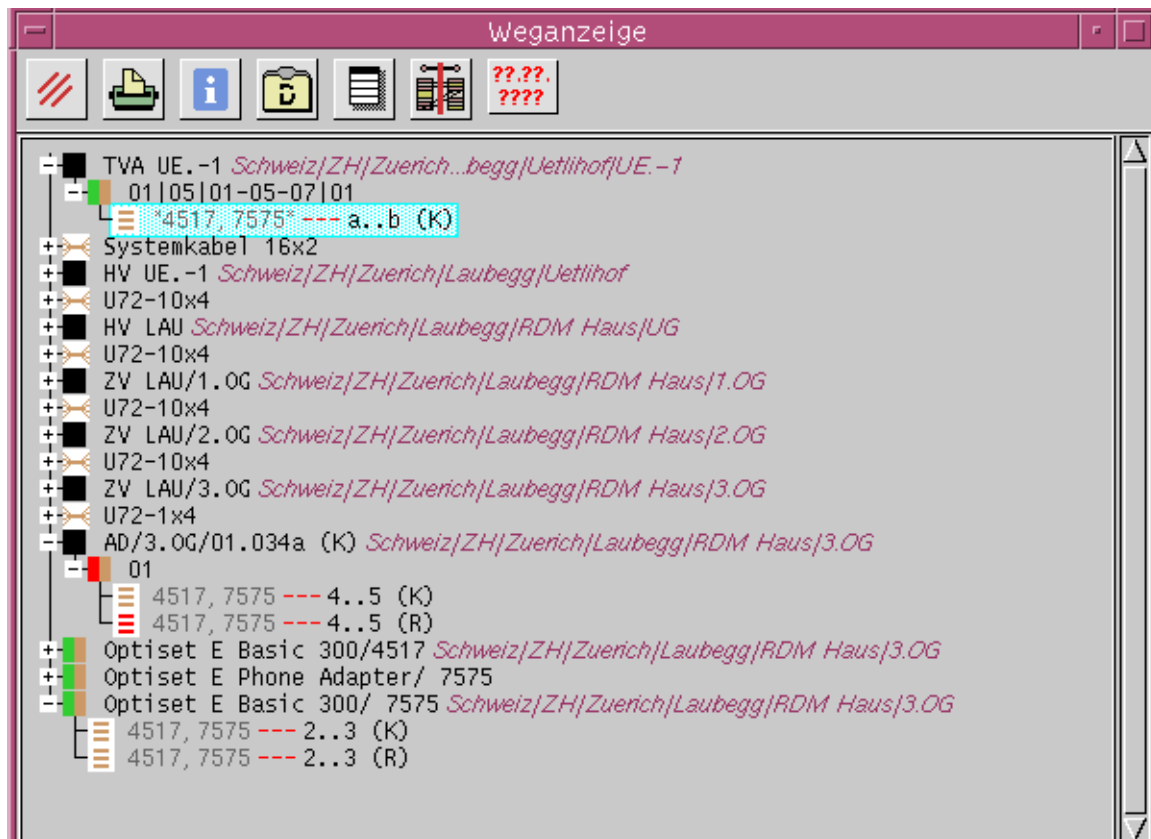 Weganzeige
??.??.
????
i
D
TVA UE.-1 Schweiz|ZH|Zuerich...begg|Uetlihof|UE.-1
01|05|01-05-07|01
*4517, 7575* --- a..b (K)
Systemkabel 16x2
HV UE.-1 Schweiz|ZH|Zuerich|Laubegg|Uetlihof
U72-10x4
HV LAU Schweiz|ZH|Zuerich|Laubegg|RDM Haus|UG
U72-10x4
ZV LAU/1.OG Schweiz|ZH|Zuerich|Laubegg|RDM Haus|1.OG
U72-10x4
ZV LAU/2.OG Schweiz|ZH|Zuerich|Laubegg|RDM Haus|2.OG
U72-10x4
ZV LAU/3.OG Schweiz|ZH|Zuerich|Laubegg|RDM Haus|3.OG
U72-1x4
AD/3.OG/01.034a (K) Schweiz|ZH|Zuerich|Laubegg|RDM Haus|3.OG
01
4517, 7575 --- 4..5 (K)
4517, 7575 --- 4..5 (R)
Optiset E Basic 300/4517 Schweiz|ZH|Zuerich|Laubegg|RDM Haus|3.OG
Optiset E Phone Adapter/ 7575
Optiset E Basic 300/ 7575 Schweiz|ZH|Zuerich|Laubegg|RDM Haus|3.OG
4517, 7575 --- 2..3 (K)
4517, 7575 --- 2..3 (R)